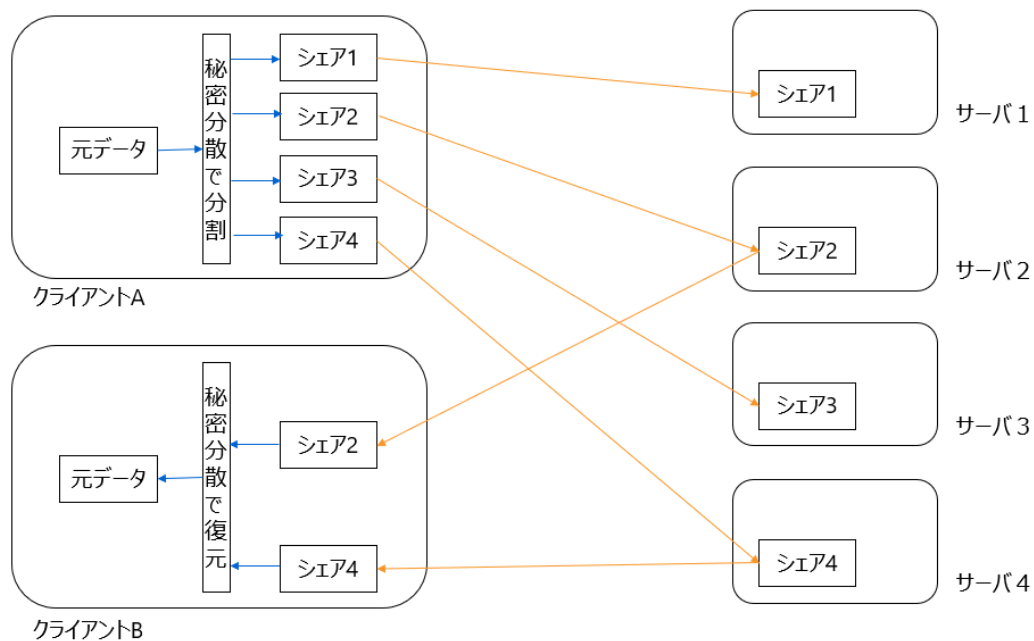 元データ
秘密分散で分割
シェア1
シェア2
シェア3
シェア4
クライアントA
元データ
秘密分散で復元
シェア2
シェア4
クライアントB
シェア1
サーバ１
シェア2
サーバ２
シェア3
サーバ３
シェア4
サーバ４